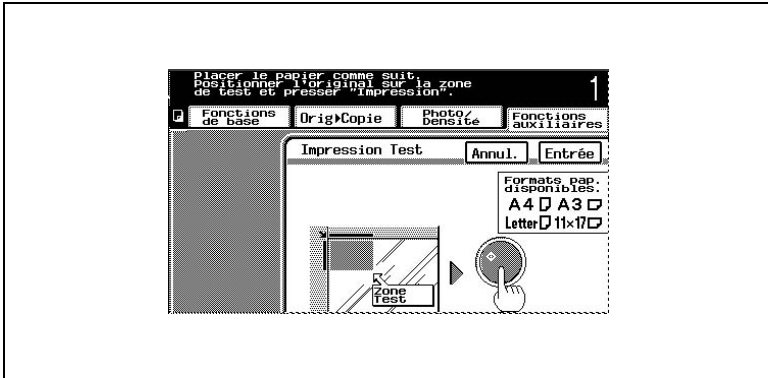 Placer le papier comme suit.
Positionner l'original sur la zone
de test et presser "Impression".
1
Fonctions
de base
Orig▸Copie
Photo/
Densité
Fonctions
auxiliaires
Impression Test
Annul.
Entrée
Formats pap.
disponibles.
A4 A3
Letter 11×17
Zone
Test